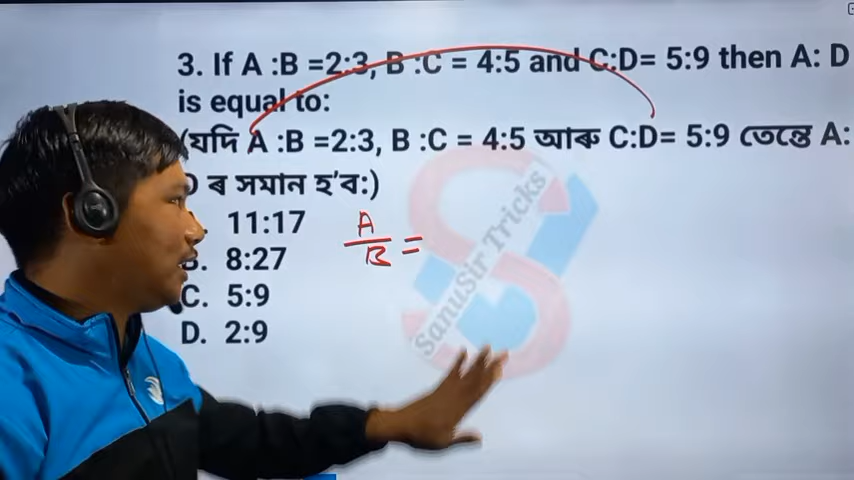 3. If A :B =2:3, B :C = 4:5 and C:D= 5:9 then A: D
is equal to:
(যদি A :B =2:3, B :C = 4:5 আৰু C:D= 5:9 তেন্তে A:
D ৰ সমান হ'ব:)
11:17
B. 8:27
C. 5:9
D. 2:9
A
B =
SanuSir Tricks